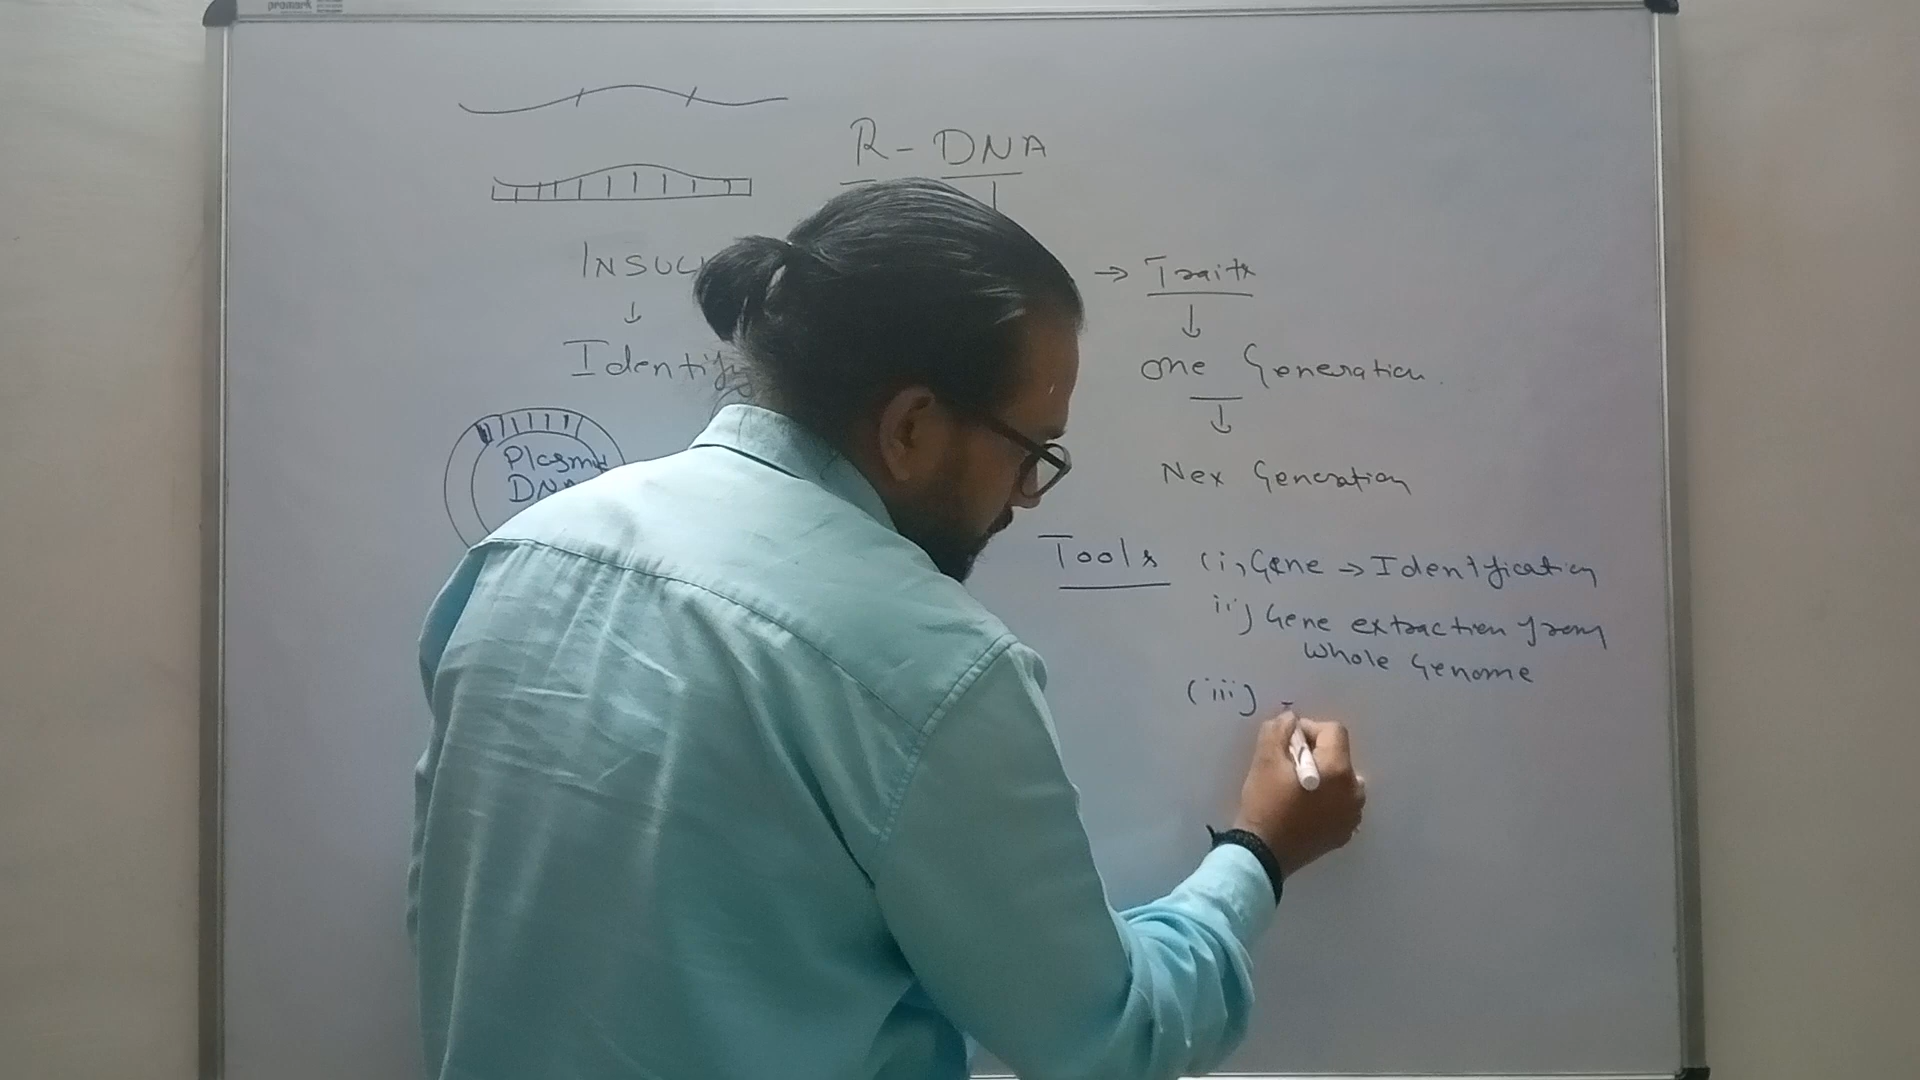 promark
R-DNA
INSUL
→ Traits
↓
↓
Identify
one Generation.
↓
Plasmid
DNA
Nex Generation
Tools (i) Gene → Identification
ii) Gene extraction from
Whole Genome
(iii)